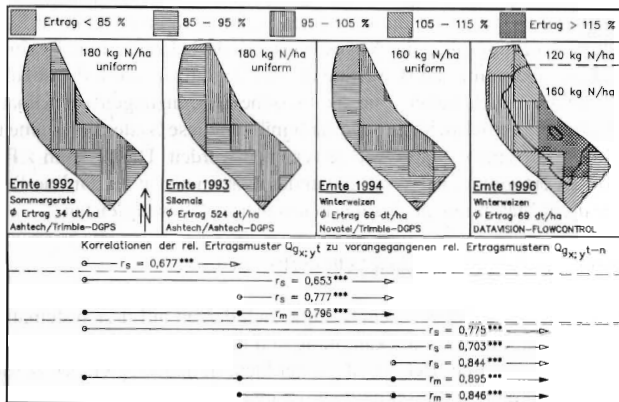 Ertrag < 85 % 85 – 95 % 95 – 105 % 105 – 115 % Ertrag > 115 %
180 kg N/ha
uniform
Ernte 1992
Sommergerste
Ø Ertrag 34 dt/ha
Ashtech/Trimble-DGPS
N
180 kg N/ha
uniform
Ernte 1993
Silomais
Ø Ertrag 524 dt/ha
Ashtech/Ashtech-DGPS
160 kg N/ha
uniform
Ernte 1994
Winterweizen
Ø Ertrag 66 dt/ha
Novatel/Trimble-DGPS
120 kg N/ha
160 kg N/ha
Ernte 1996
Winterweizen
Ø Ertrag 69 dt/ha
DATAVISION-FLOWCONTROL
Korrelationen der rel. Ertragsmuster Qgx; yt zu vorangegangenen rel. Ertragsmustern Qgx; yt-n
rs = 0,677***
rs = 0,653***
rs = 0,777***
rm = 0,796***
rs = 0,775***
rs = 0,703***
rs = 0,844***
rm = 0,895***
rm = 0,846***